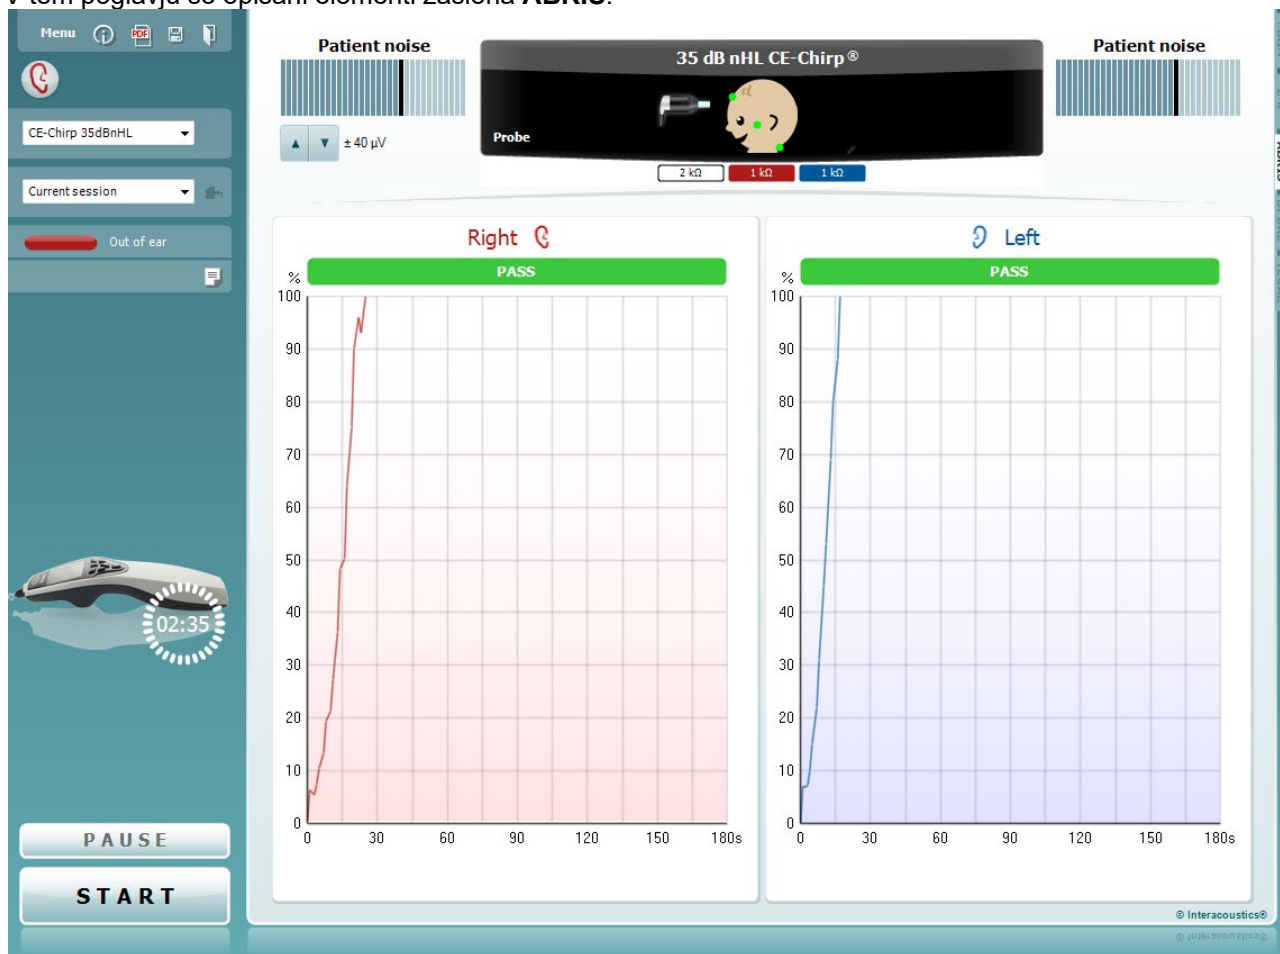 V tem poglavju so opisani elementi zaslona ABRIS.
Menu
PDF
CE-Chirp 35dBnHL
Current session
Out of ear
02:35
PAUSE
START
Patient noise
± 40 µV
35 dB nHL CE-Chirp®
Probe
2 kΩ 1 kΩ 1 kΩ
Patient noise
Right
%
PASS
100
90
80
70
60
50
40
30
20
10
0
0 30 60 90 120 150 180s
Left
%
PASS
100
90
80
70
60
50
40
30
20
10
0
0 30 60 90 120 150 180s
© Interacoustics®
© Interacoustics®